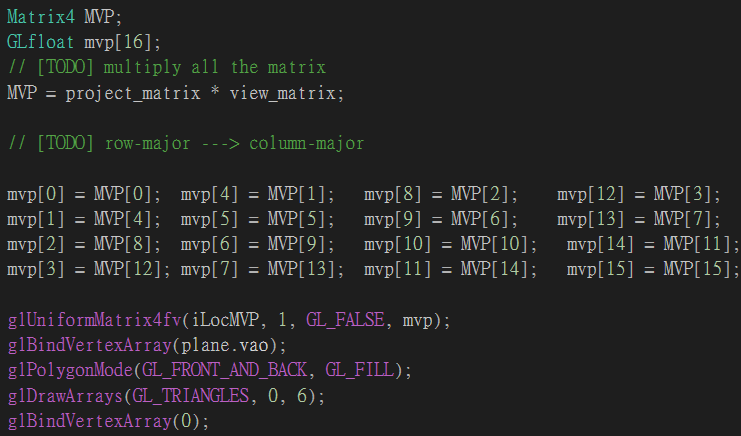 Matrix4 MVP;
GLfloat mvp[16];
// [TODO] multiply all the matrix
MVP = project_matrix * view_matrix;
// [TODO] row-major ---> column-major
mvp[0] = MVP[0];  mvp[4] = MVP[1];   mvp[8] = MVP[2];    mvp[12] = MVP[3];
mvp[1] = MVP[4];  mvp[5] = MVP[5];   mvp[9] = MVP[6];    mvp[13] = MVP[7];
mvp[2] = MVP[8];  mvp[6] = MVP[9];   mvp[10] = MVP[10];   mvp[14] = MVP[11];
mvp[3] = MVP[12]; mvp[7] = MVP[13];  mvp[11] = MVP[14];   mvp[15] = MVP[15];
glUniformMatrix4fv(iLocMVP, 1, GL_FALSE, mvp);
glBindVertexArray(plane.vao);
glPolygonMode(GL_FRONT_AND_BACK, GL_FILL);
glDrawArrays(GL_TRIANGLES, 0, 6);
glBindVertexArray(0);